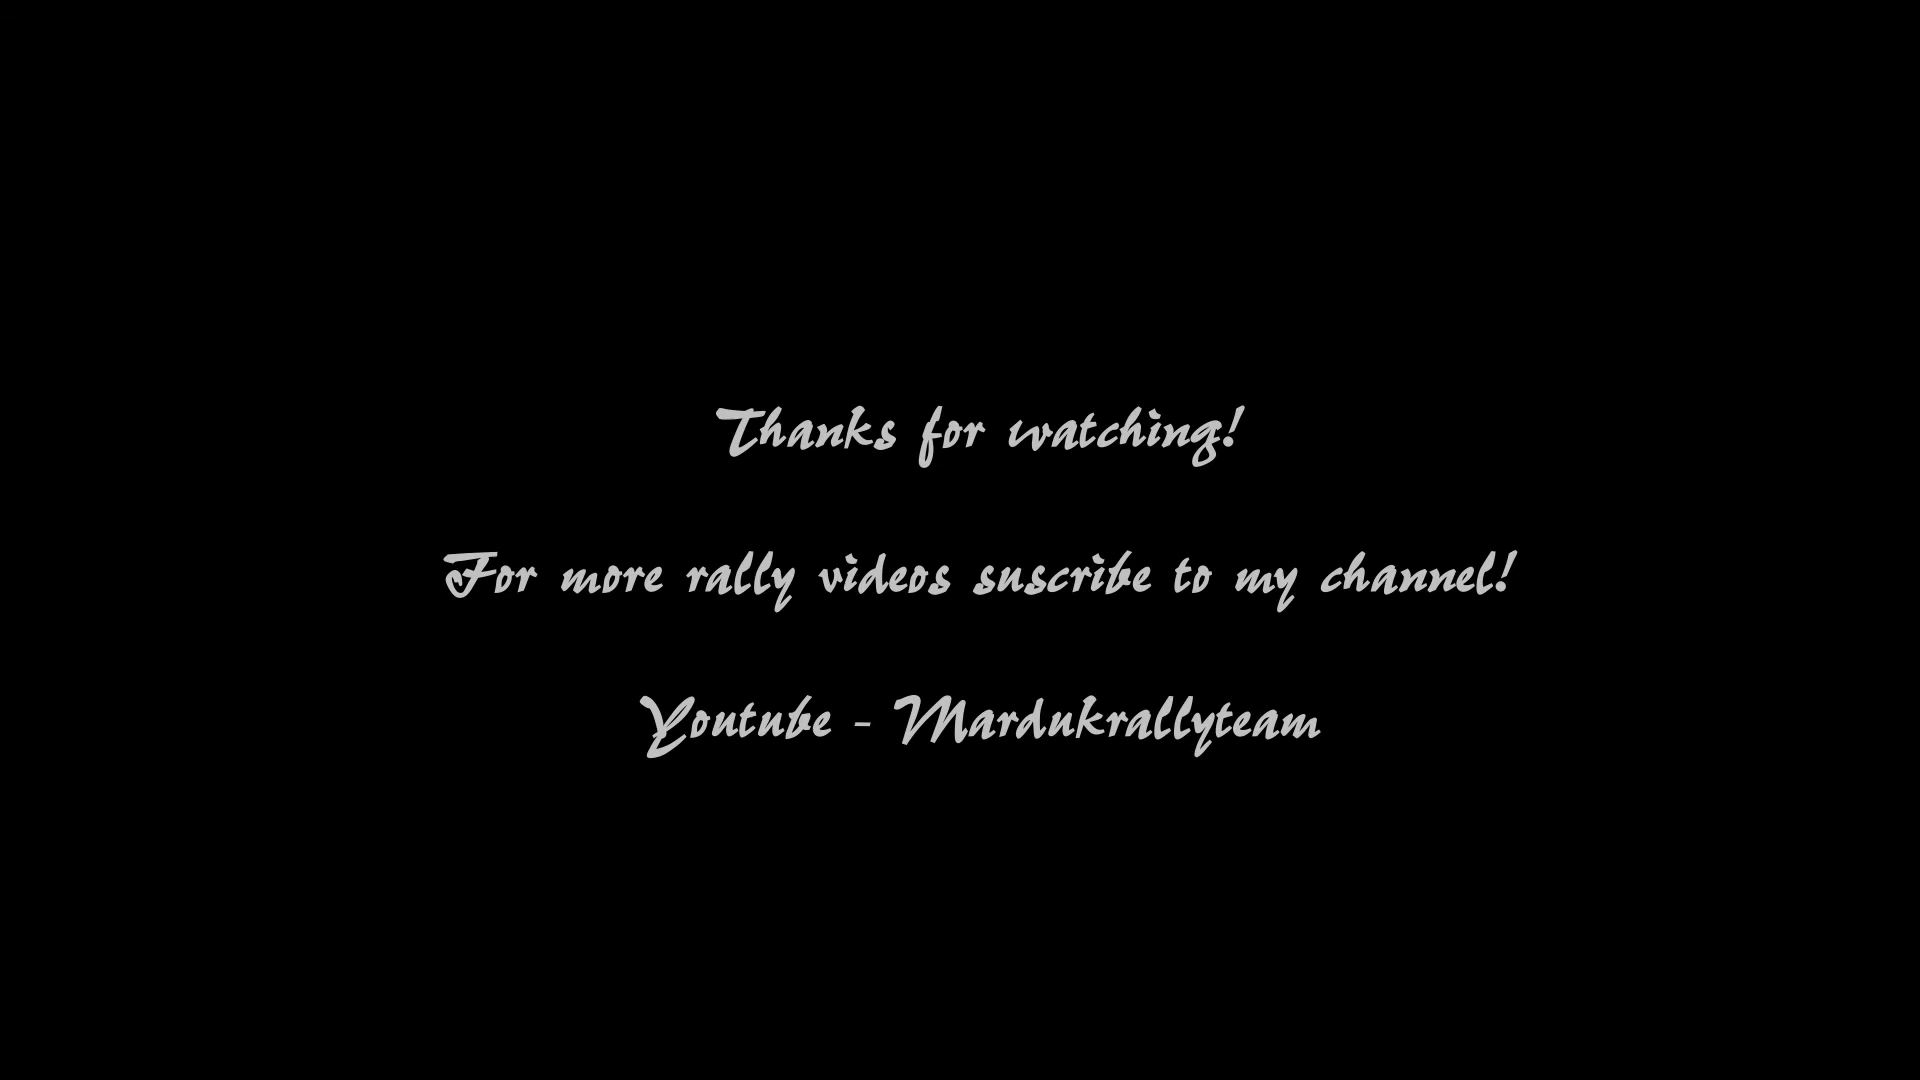 Thanks for watching!
For more rally videos suscribe to my channel!
Youtube - Mardukrallyteam